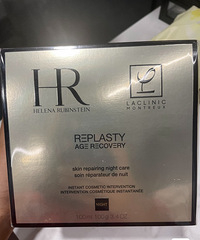 HR
HELENA RUBINSTEIN
LACLINIC
MONTREUX
REPLASTY
AGE RECOVERY
skin repairing night care
soin réparateur de nuit
INSTANT COSMETIC INTERVENTION
INTERVENTION COSMÉTIQUE INSTANTANÉE